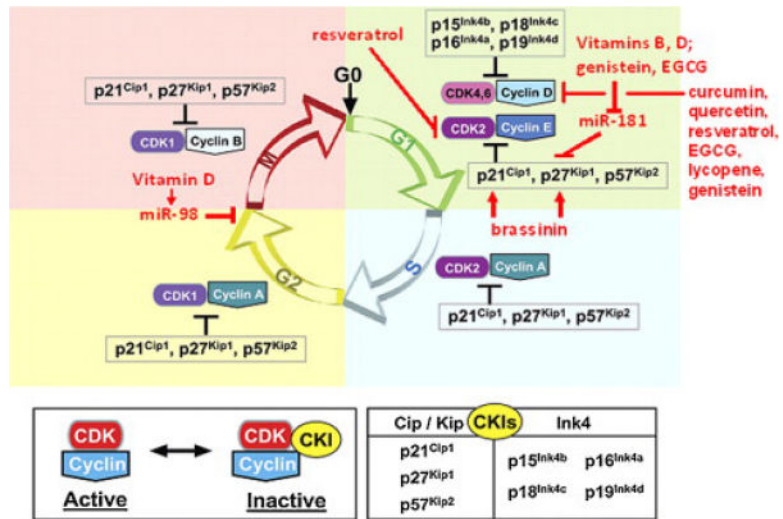 resveratrol
p15Ink4b, p18Ink4c
p16Ink4a, p19Ink4d
Vitamins B, D;
genistein, EGCG
G0
p21Cip1, p27Kip1, p57Kip2
CDK4,6 Cyclin D
curcumin,
quercetin,
resveratrol,
EGCG,
lycopene,
genistein
CDK1 Cyclin B
CDK2 Cyclin E
miR-181
M
G1
p21Cip1, p27Kip1, p57Kip2
Vitamin D
miR-98
brassinin
G2
S
CDK1 Cyclin A
CDK2 Cyclin A
p21Cip1, p27Kip1, p57Kip2
p21Cip1, p27Kip1, p57Kip2
CDK
Cyclin
Active
CDK CKI
Cyclin
Inactive
Cip / Kip CKIs Ink4
p21Cip1
p27Kip1
p57Kip2
p15Ink4b p16Ink4a
p18Ink4c p19Ink4d